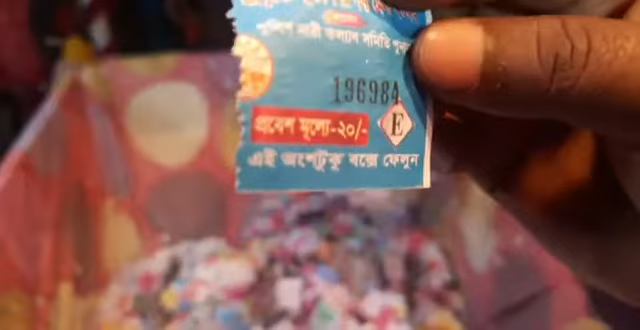 পুলিশ নারী কল্যাণ সমিতি
196984
প্রবেশ মূল্যে-২০/-
E
এই অংশটুকু বক্সে ফেলুন